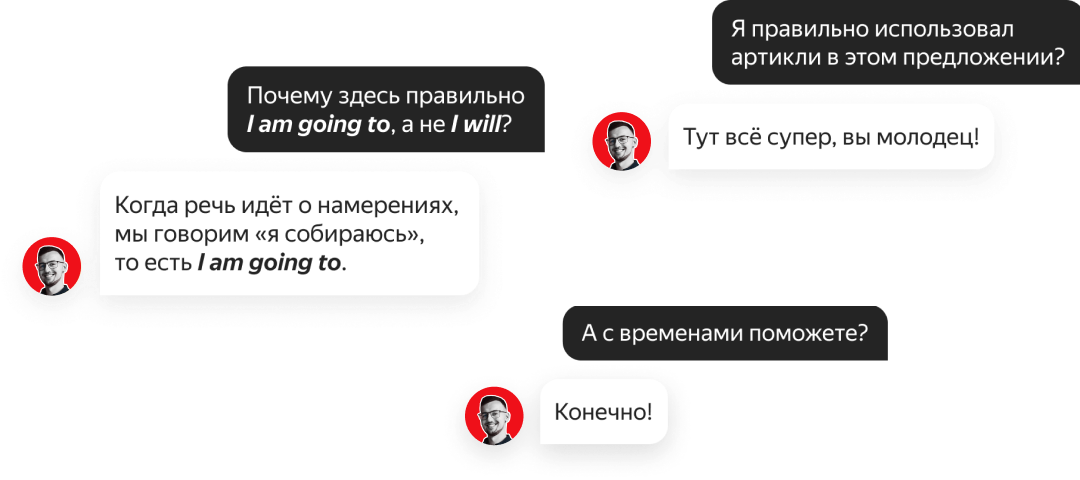 Я правильно использовал
артикли в этом предложении?
Почему здесь правильно
I am going to, а не I will?
Тут всё супер, вы молодец!
Когда речь идёт о намерениях,
мы говорим «я собираюсь»,
то есть I am going to.
А с временами поможете?
Конечно!